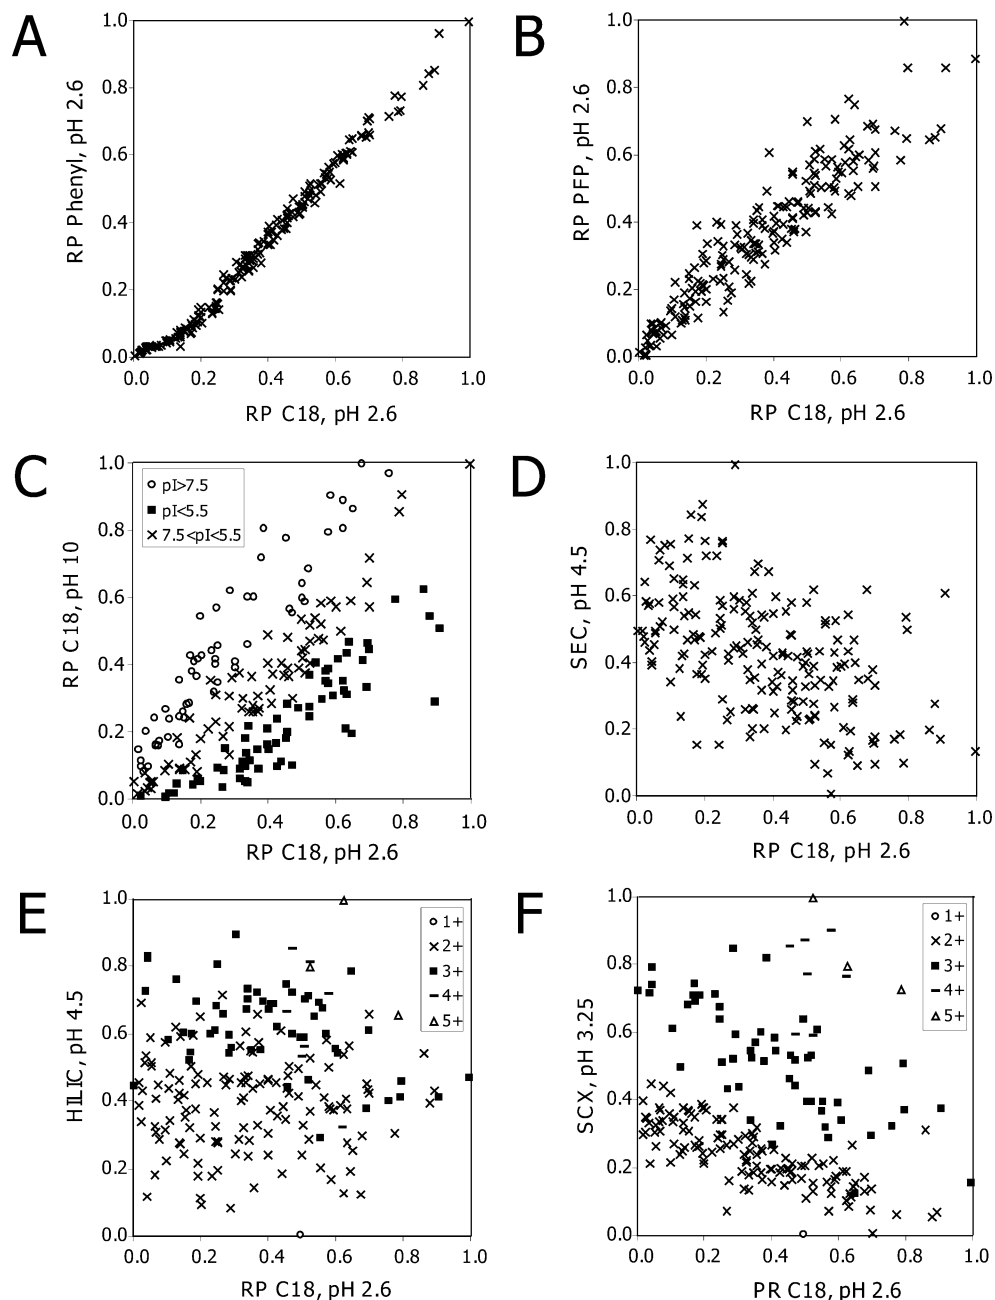 A
RP Phenyl, pH 2.6
1.0
0.8
0.6
0.4
0.2
0.0
0.0 0.2 0.4 0.6 0.8 1.0
RP C18, pH 2.6
B
RP PFP, pH 2.6
1.0
0.8
0.6
0.4
0.2
0.0
0.0 0.2 0.4 0.6 0.8 1.0
RP C18, pH 2.6
C
RP C18, pH 10
1.0
0.8
0.6
0.4
0.2
0.0
pI>7.5
pI<5.5
7.5<pI<5.5
0.0 0.2 0.4 0.6 0.8 1.0
RP C18, pH 2.6
D
SEC, pH 4.5
1.0
0.8
0.6
0.4
0.2
0.0
0.0 0.2 0.4 0.6 0.8 1.0
RP C18, pH 2.6
E
HILIC, pH 4.5
1.0
0.8
0.6
0.4
0.2
0.0
1+
2+
3+
4+
5+
0.0 0.2 0.4 0.6 0.8 1.0
RP C18, pH 2.6
F
SCX, pH 3.25
1.0
0.8
0.6
0.4
0.2
0.0
1+
2+
3+
4+
5+
0.0 0.2 0.4 0.6 0.8 1.0
PR C18, pH 2.6